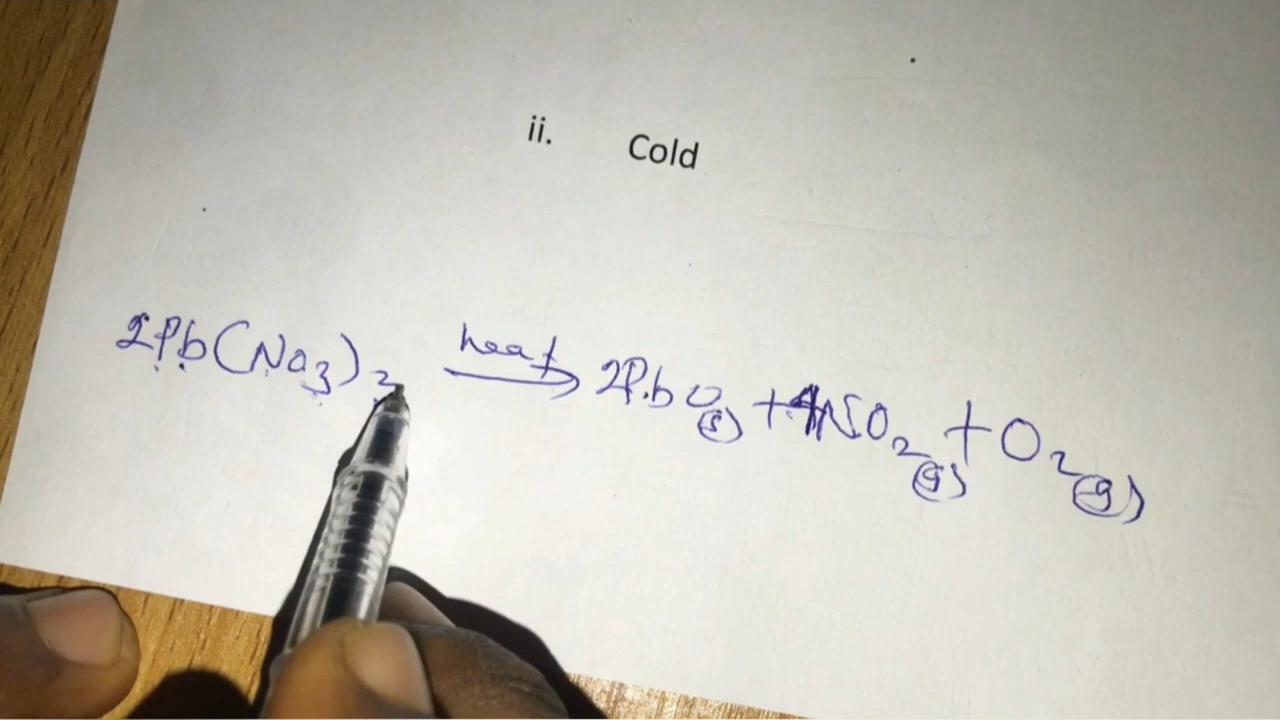 ii. Cold
2Pb(No₃)₂ heat → 2PbO(s) + 4NO₂(g) + O₂(g)